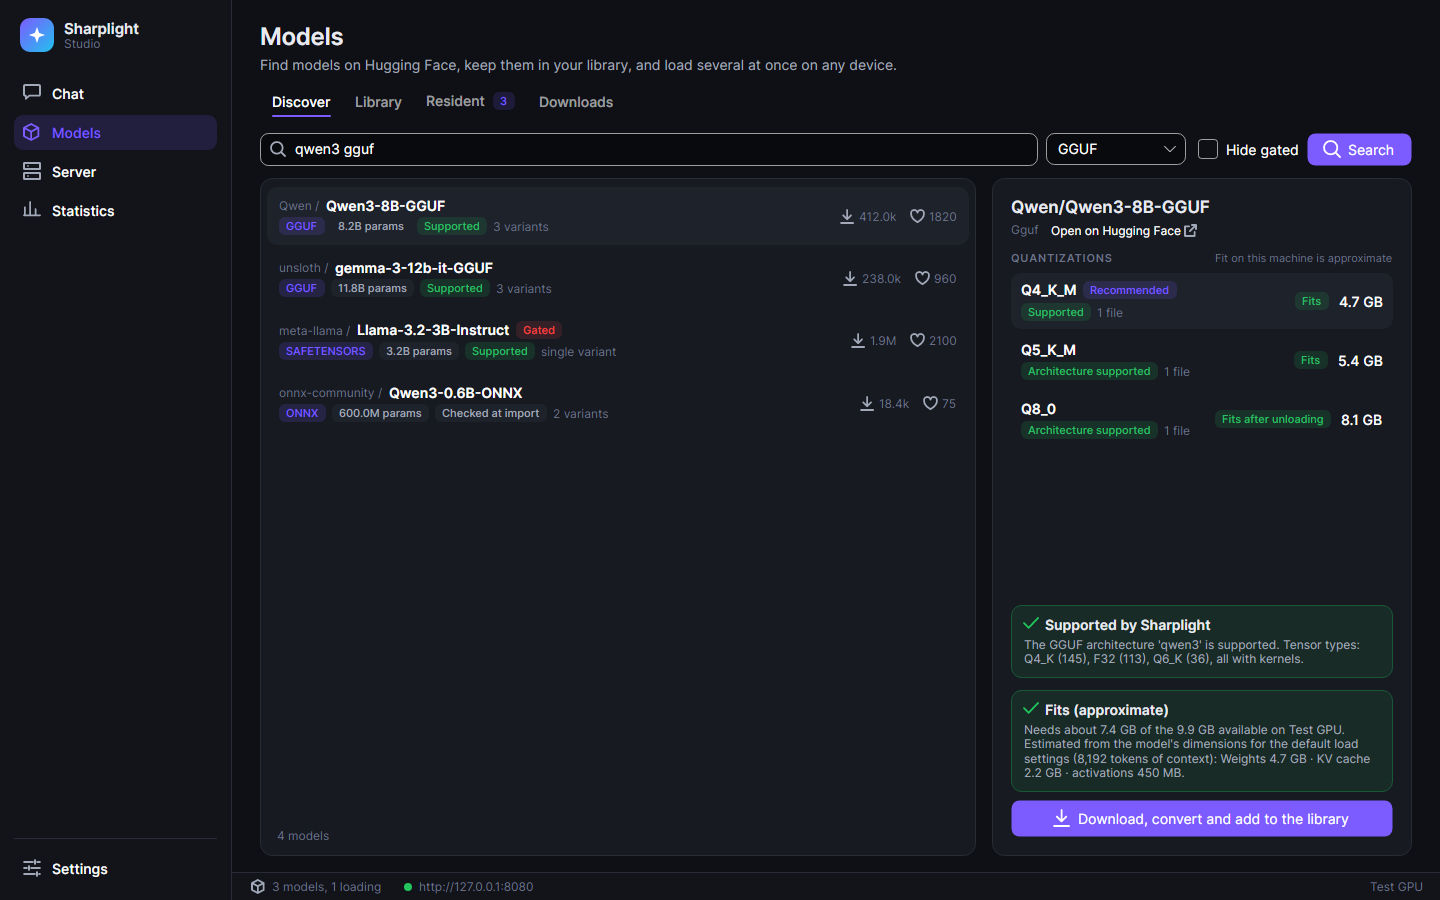 Sharplight
Studio
Chat
Models
Server
Statistics
Settings
Models
Find models on Hugging Face, keep them in your library, and load several at once on any device.
Discover Library Resident 3 Downloads
qwen3 gguf GGUF Hide gated Search
Qwen / Qwen3-8B-GGUF
GGUF 8.2B params Supported 3 variants 412.0k 1820
unsloth / gemma-3-12b-it-GGUF
GGUF 11.8B params Supported 3 variants 238.0k 960
meta-llama / Llama-3.2-3B-Instruct Gated
SAFETENSORS 3.2B params Supported single variant 1.9M 2100
onnx-community / Qwen3-0.6B-ONNX
ONNX 600.0M params Checked at import 2 variants 18.4k 75
4 models
Qwen/Qwen3-8B-GGUF
Gguf Open on Hugging Face
QUANTIZATIONS Fit on this machine is approximate
Q4_K_M Recommended
Supported 1 file Fits 4.7 GB
Q5_K_M
Architecture supported 1 file Fits 5.4 GB
Q8_0
Architecture supported 1 file Fits after unloading 8.1 GB
Supported by Sharplight
The GGUF architecture 'qwen3' is supported. Tensor types:
Q4_K (145), F32 (113), Q6_K (36), all with kernels.
Fits (approximate)
Needs about 7.4 GB of the 9.9 GB available on Test GPU.
Estimated from the model's dimensions for the default load
settings (8,192 tokens of context): Weights 4.7 GB · KV cache
2.2 GB · activations 450 MB.
Download, convert and add to the library
3 models, 1 loading http://127.0.0.1:8080 Test GPU